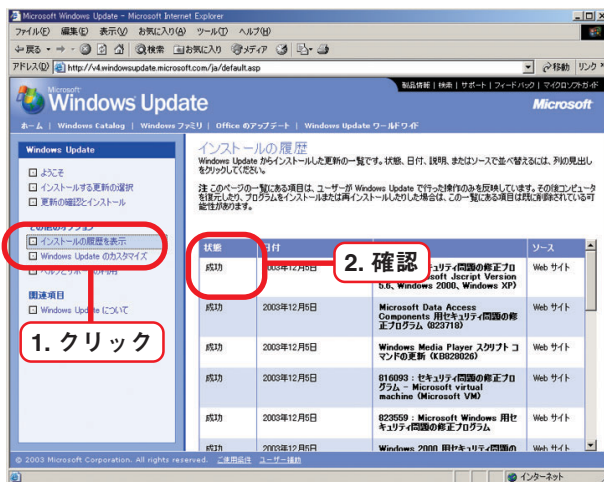 Microsoft Windows Update - Microsoft Internet Explorer
ファイル(F) 編集(E) 表示(V) お気に入り(A) ツール(T) ヘルプ(H)
戻る 検索 お気に入り メディア
アドレス(D) http://v4.windowsupdate.microsoft.com/ja/default.asp 移動 リンク
製品情報 | 検索 | サポート | フィードバック | マイクロソフトガイド
Microsoft
Windows Update
Microsoft
ホーム | Windows Catalog | Windows ファミリ | Office のアップデート | Windows Update ワールドワイド
Windows Update
ようこそ
インストールする更新の選択
更新の確認とインストール
その他のオプション
インストールの履歴を表示
Windows Update のカスタマイズ
ヘルプとサポートの利用
関連項目
Windows Update について
1. クリック
インストールの履歴
Windows Update からインストールした更新の一覧です。状態、日付、説明、またはソースで並べ替えるには、列の見出し
をクリックしてください。
注 このページの一覧にある項目は、ユーザーが Windows Update で行った操作のみを反映しています。その後コンピュータ
を復元したり、プログラムをインストールまたは再インストールしたりした場合は、この一覧にある項目は既に削除されている可
能性があります。
状態 日付 ソース
2. 確認
成功 2003年12月5日 キュリティ問題の修正プロ Web サイト
soft Jscript Version
5.6、Windows 2000、Windows XP)
成功 2003年12月5日 Microsoft Data Access Web サイト
Components 用セキュリティ問題の修
正プログラム (823718)
成功 2003年12月5日 Windows Media Player スクリプト コ Web サイト
マンドの更新 (KB828026)
成功 2003年12月5日 816093 : セキュリティ問題の修正プロ Web サイト
グラム - Microsoft virtual
machine (Microsoft VM)
成功 2003年12月5日 823559 : Microsoft Windows 用セ Web サイト
キュリティ問題の修正プログラム
成功 2003年12月5日 Windows 2000 用セキュリティ問題の Web サイト
© 2003 Microsoft Corporation. All rights reserved. ご使用条件 ユーザー補助
インターネット